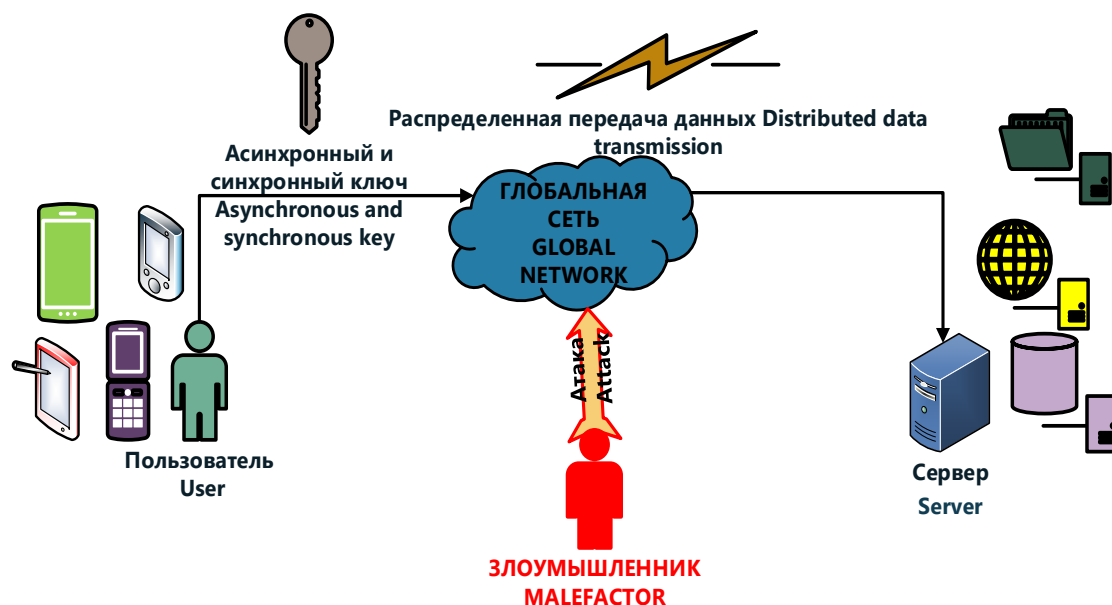 Распределенная передача данных Distributed data
transmission
Асинхронный и
синхронный ключ
Asynchronous and
synchronous key
ГЛОБАЛЬНАЯ
СЕТЬ
GLOBAL
NETWORK
Атака
Attack
Пользователь
User
Сервер
Server
ЗЛОУМЫШЛЕННИК
MALEFACTOR